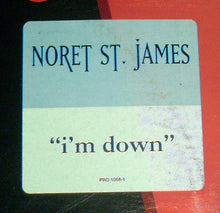 NORET ST. JAMES
"i'm down"
PRO 1056-1